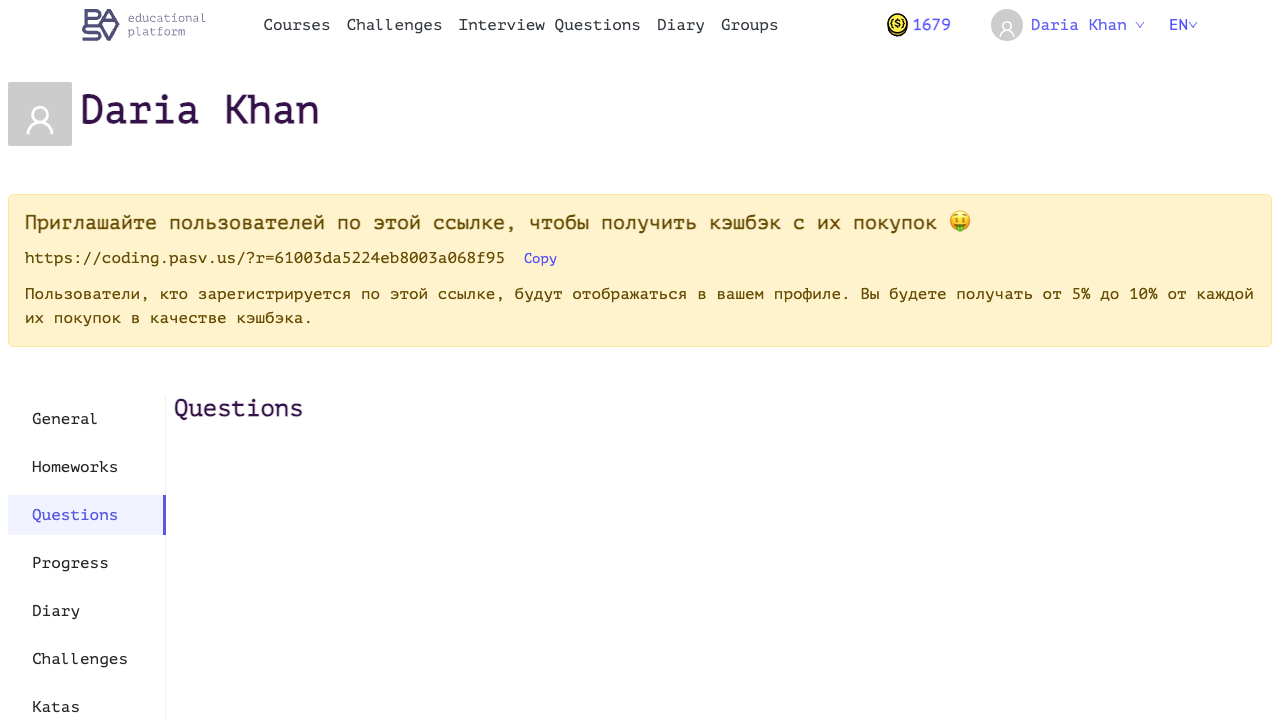 PASV educational platform
Courses Challenges Interview Questions Diary Groups 1679 Daria Khan EN
Daria Khan
Приглашайте пользователей по этой ссылке, чтобы получить кэшбэк с их покупок 🤑
https://coding.pasv.us/?r=61003da5224eb8003a068f95 Copy
Пользователи, кто зарегистрируется по этой ссылке, будут отображаться в вашем профиле. Вы будете получать от 5% до 10% от каждой
их покупок в качестве кэшбэка.
Questions
General
Homeworks
Questions
Progress
Diary
Challenges
Katas